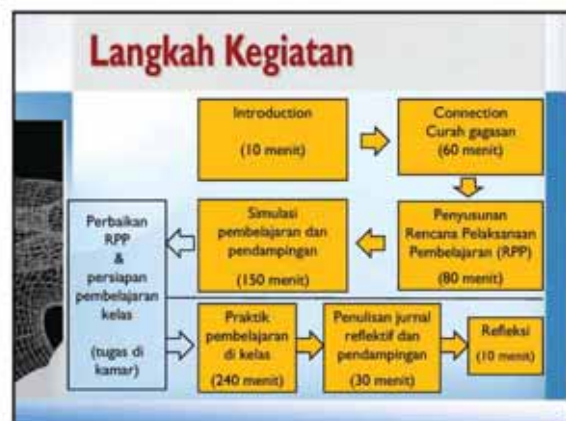 Langkah Kegiatan
Introduction
(10 menit)
Connection
Curah gagasan
(60 menit)
Penyusunan
Rencana Pelaksanaan
Pembelajaran (RPP)
(80 menit)
Simulasi
pembelajaran dan
pendampingan
(150 menit)
Perbaikan
RPP
&
persiapan
pembelajaran
kelas
(tugas di
kamar)
Praktik
pembelajaran
di kelas
(240 menit)
Penulisan jurnal
reflektif dan
pendampingan
(30 menit)
Refleksi
(10 menit)